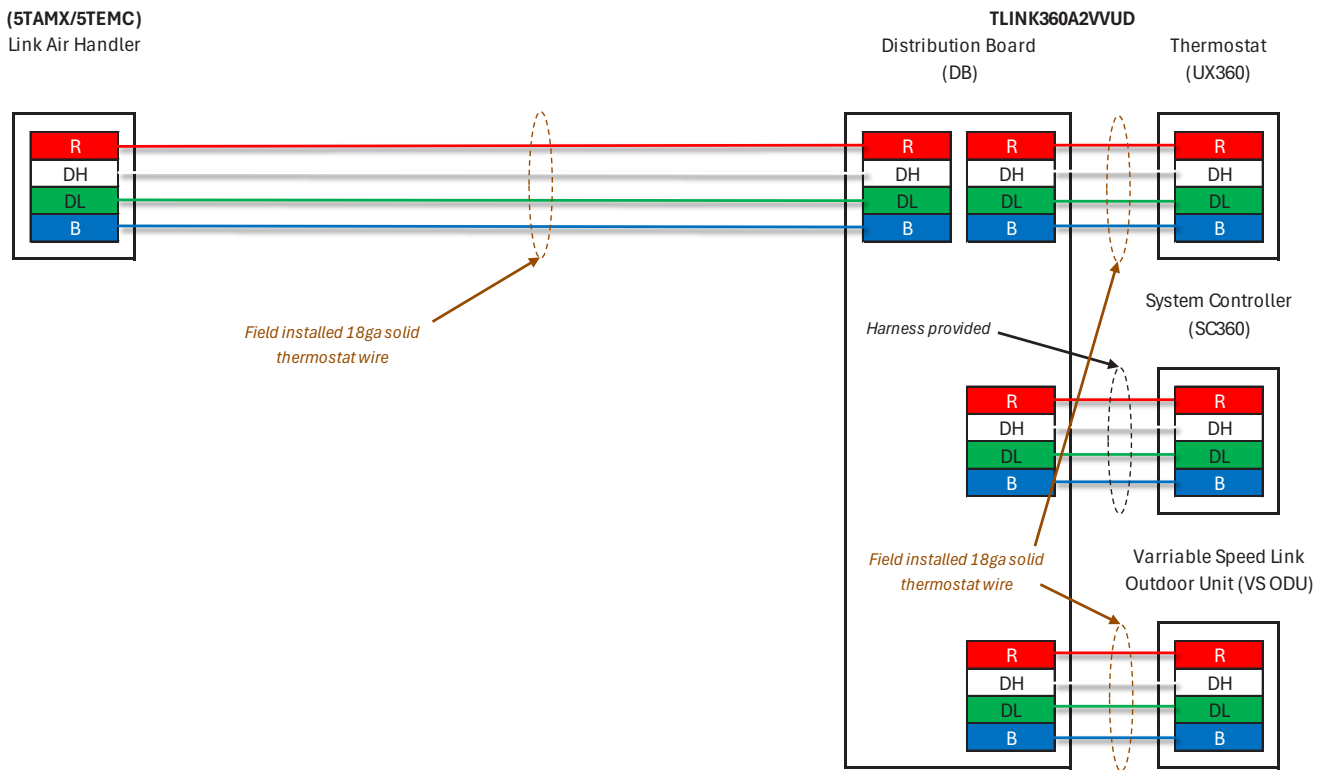 (5TAMX/5TEMC)
Link Air Handler
TLINK360A2VVUD
Distribution Board
(DB)
Thermostat
(UX360)
R
DH
DL
B
R
DH
DL
B
R
DH
DL
B
R
DH
DL
B
Field installed 18ga solid
thermostat wire
Harness provided
System Controller
(SC360)
R
DH
DL
B
R
DH
DL
B
Field installed 18ga solid
thermostat wire
Varriable Speed Link
Outdoor Unit (VS ODU)
R
DH
DL
B
R
DH
DL
B